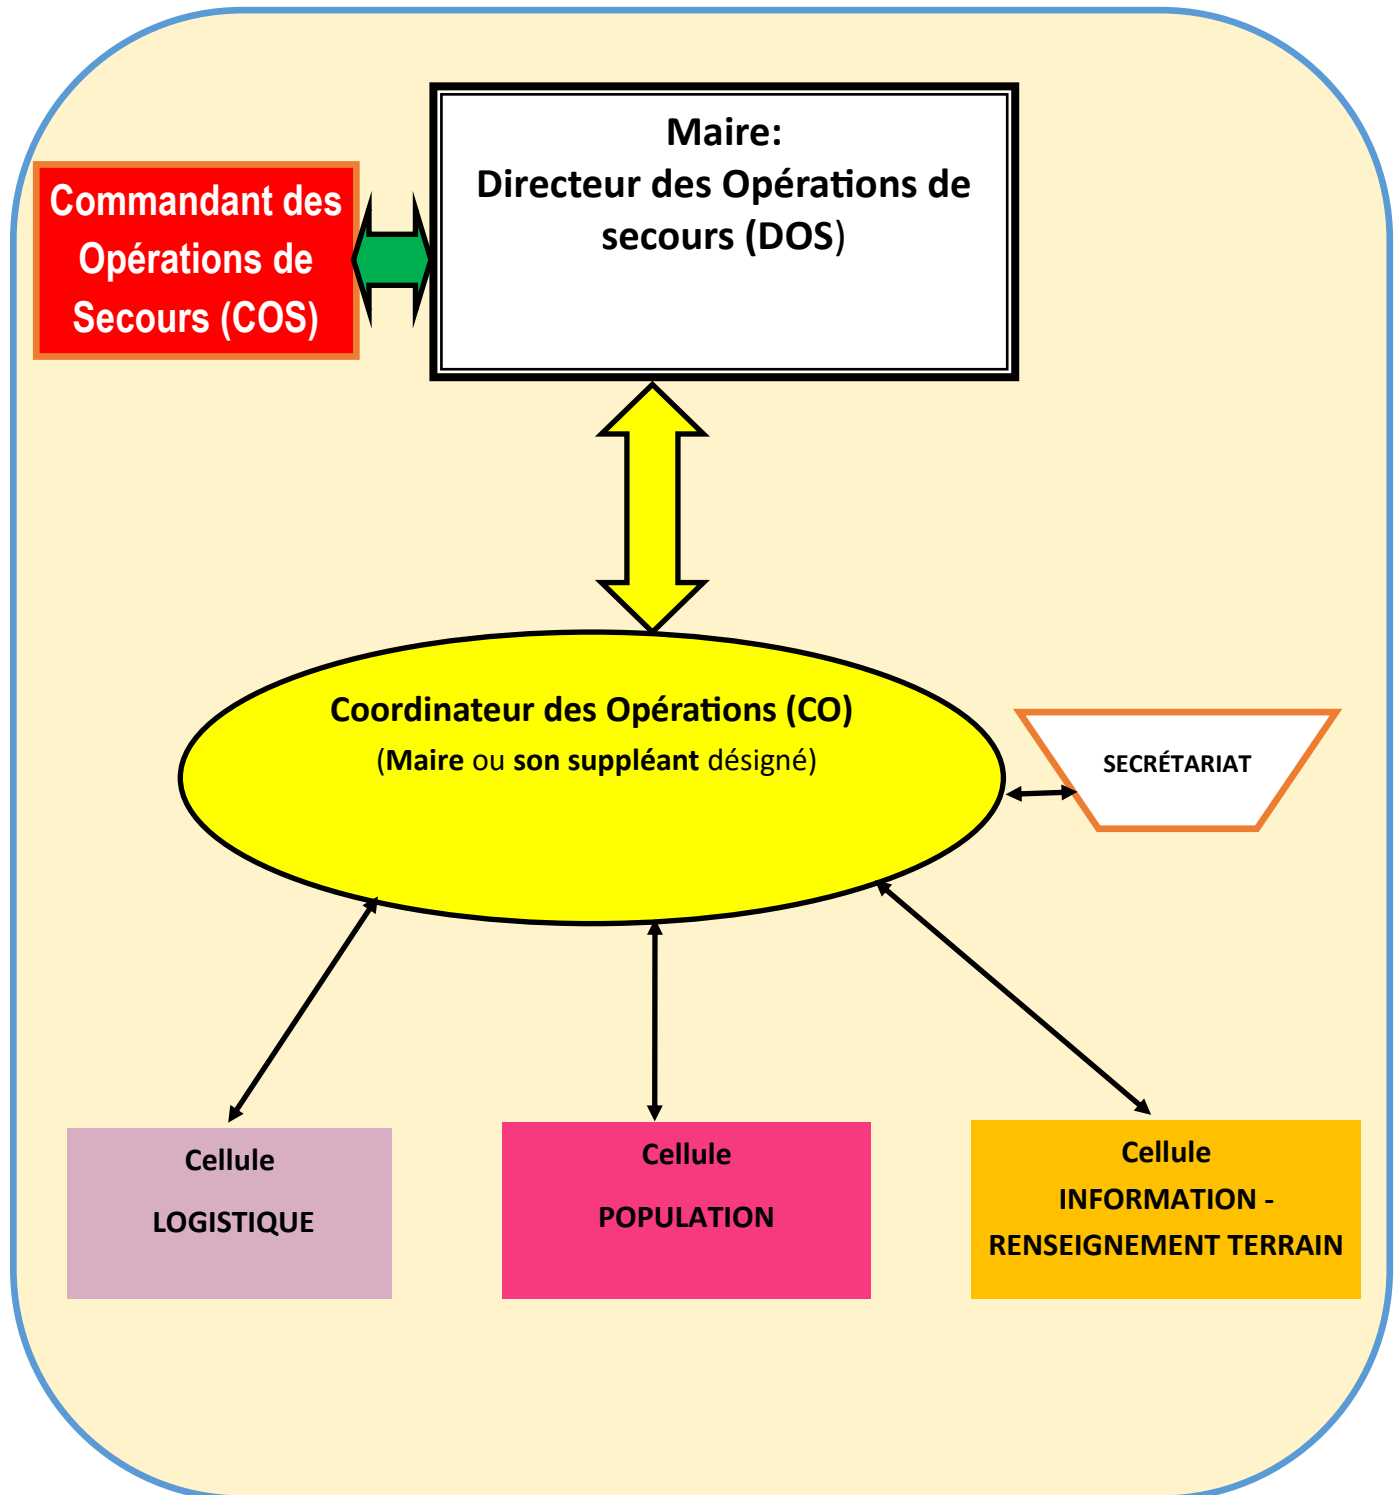 Maire:
Directeur des Opérations de
secours (DOS)
Commandant des
Opérations de
Secours (COS)
Coordinateur des Opérations (CO)
(Maire ou son suppléant désigné)
SECRÉTARIAT
Cellule
LOGISTIQUE
Cellule
POPULATION
Cellule
INFORMATION -
RENSEIGNEMENT TERRAIN